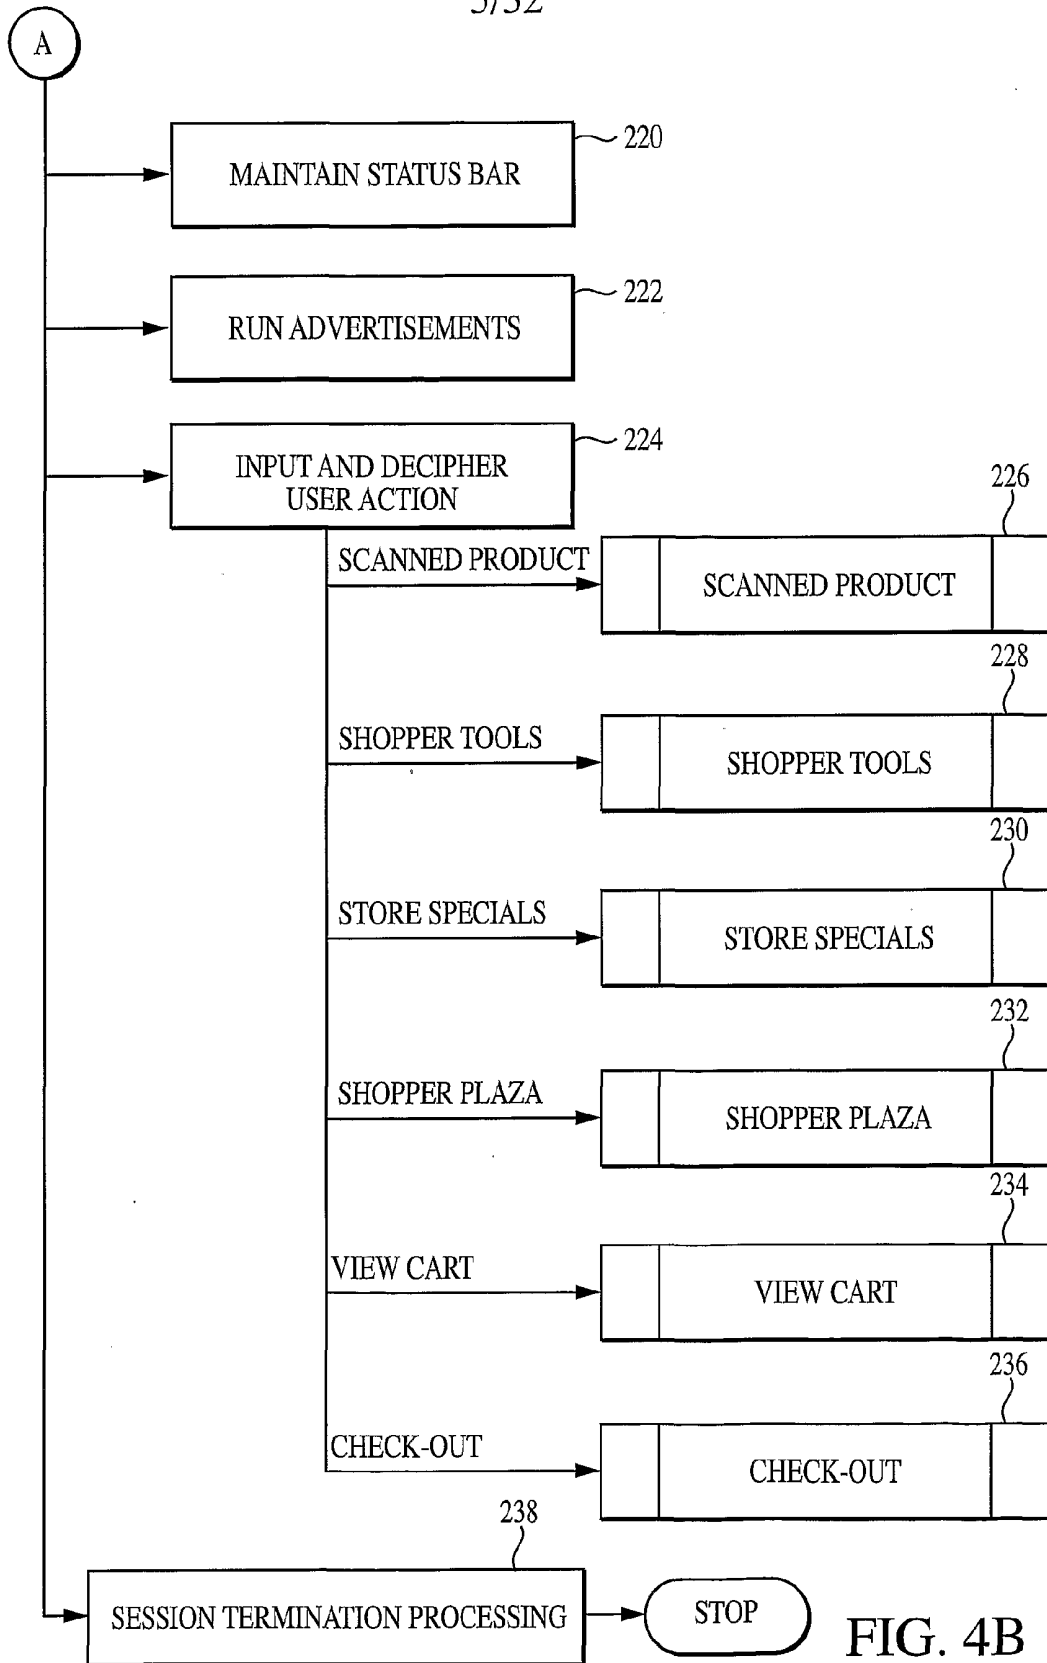 5/32
A
220
MAINTAIN STATUS BAR
222
RUN ADVERTISEMENTS
224
INPUT AND DECIPHER
USER ACTION
226
SCANNED PRODUCT
SCANNED PRODUCT
228
SHOPPER TOOLS
SHOPPER TOOLS
230
STORE SPECIALS
STORE SPECIALS
232
SHOPPER PLAZA
SHOPPER PLAZA
234
VIEW CART
VIEW CART
236
CHECK-OUT
CHECK-OUT
238
SESSION TERMINATION PROCESSING
STOP
FIG. 4B